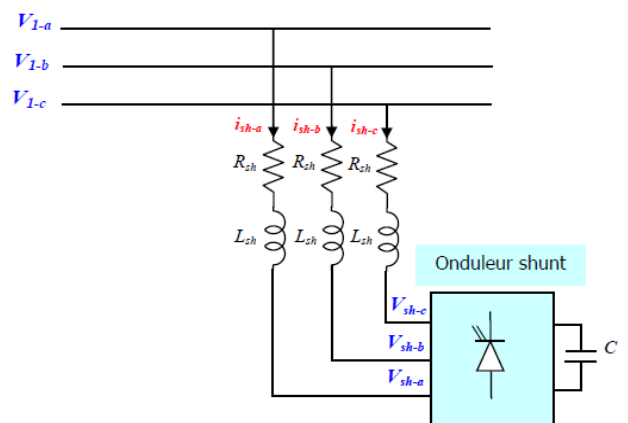 V1-a
V1-b
V1-c
ish-a ish-b ish-c
Rsh Rsh Rsh
Lsh Lsh Lsh
Onduleur shunt
Vsh-c
Vsh-b
C
Vsh-a